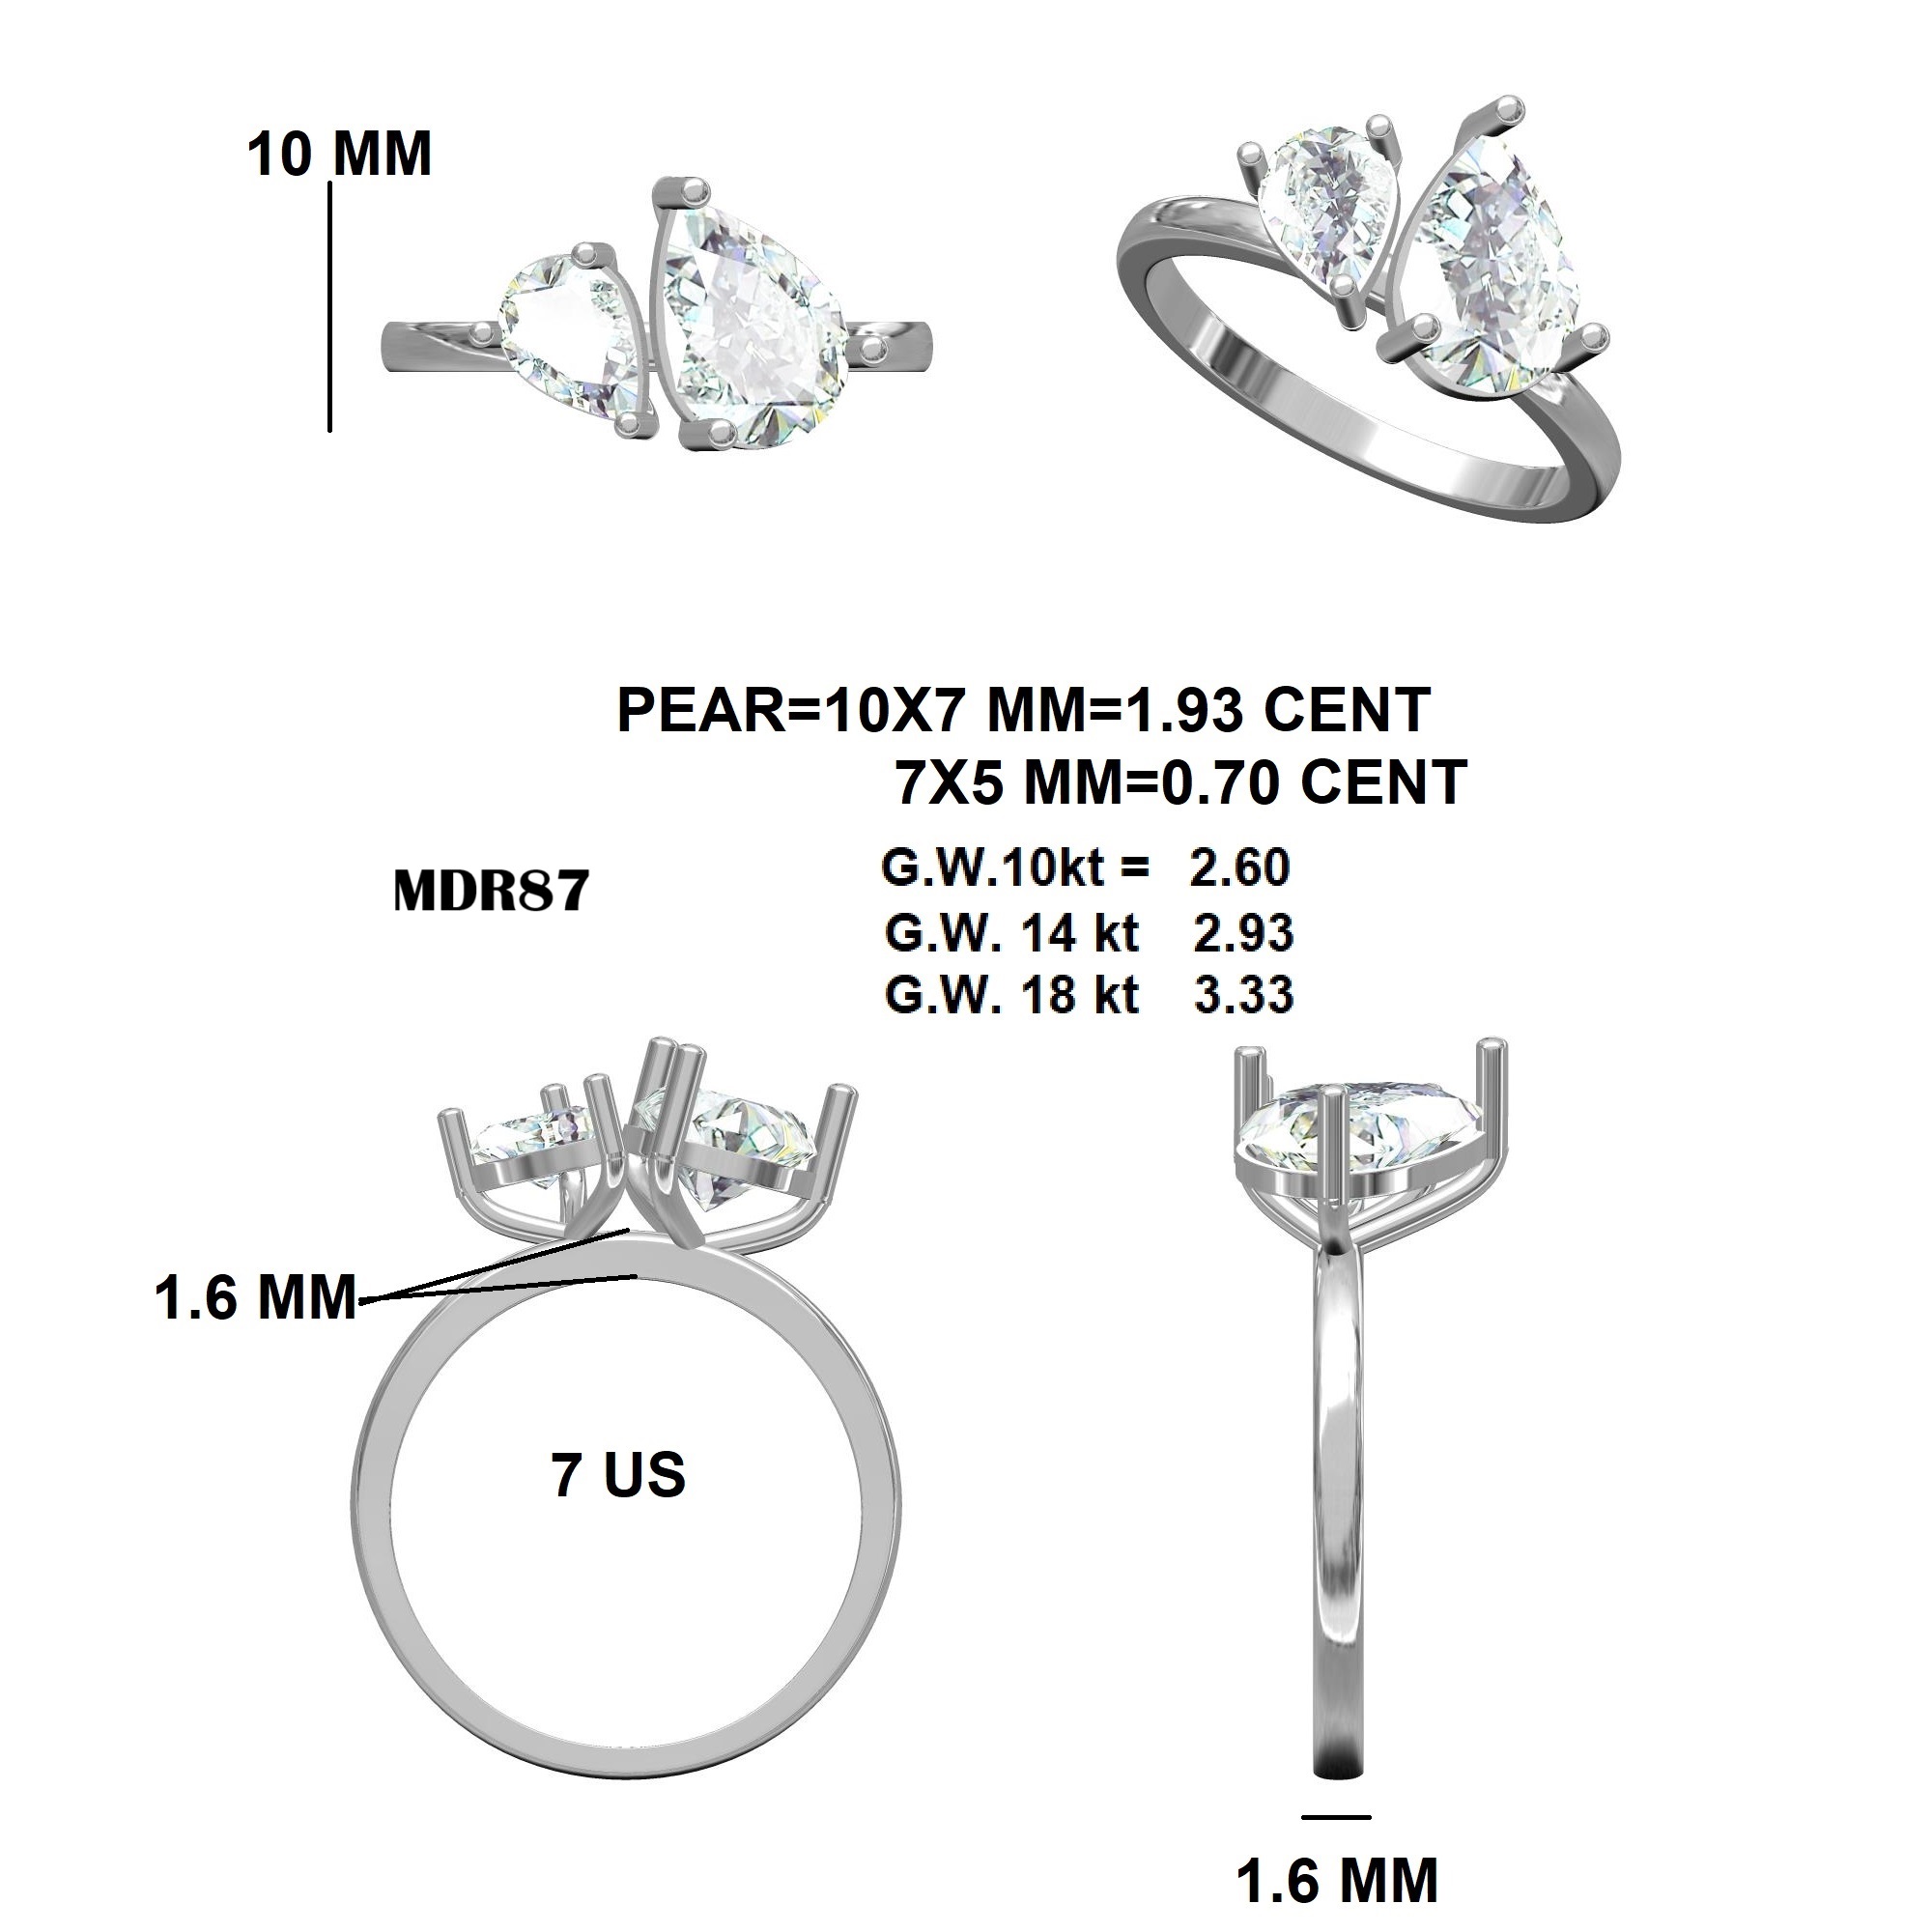 10 MM
PEAR=10X7 MM=1.93 CENT
7X5 MM=0.70 CENT
MDR87
G.W.10kt = 2.60
G.W. 14 kt 2.93
G.W. 18 kt 3.33
1.6 MM
7 US
1.6 MM